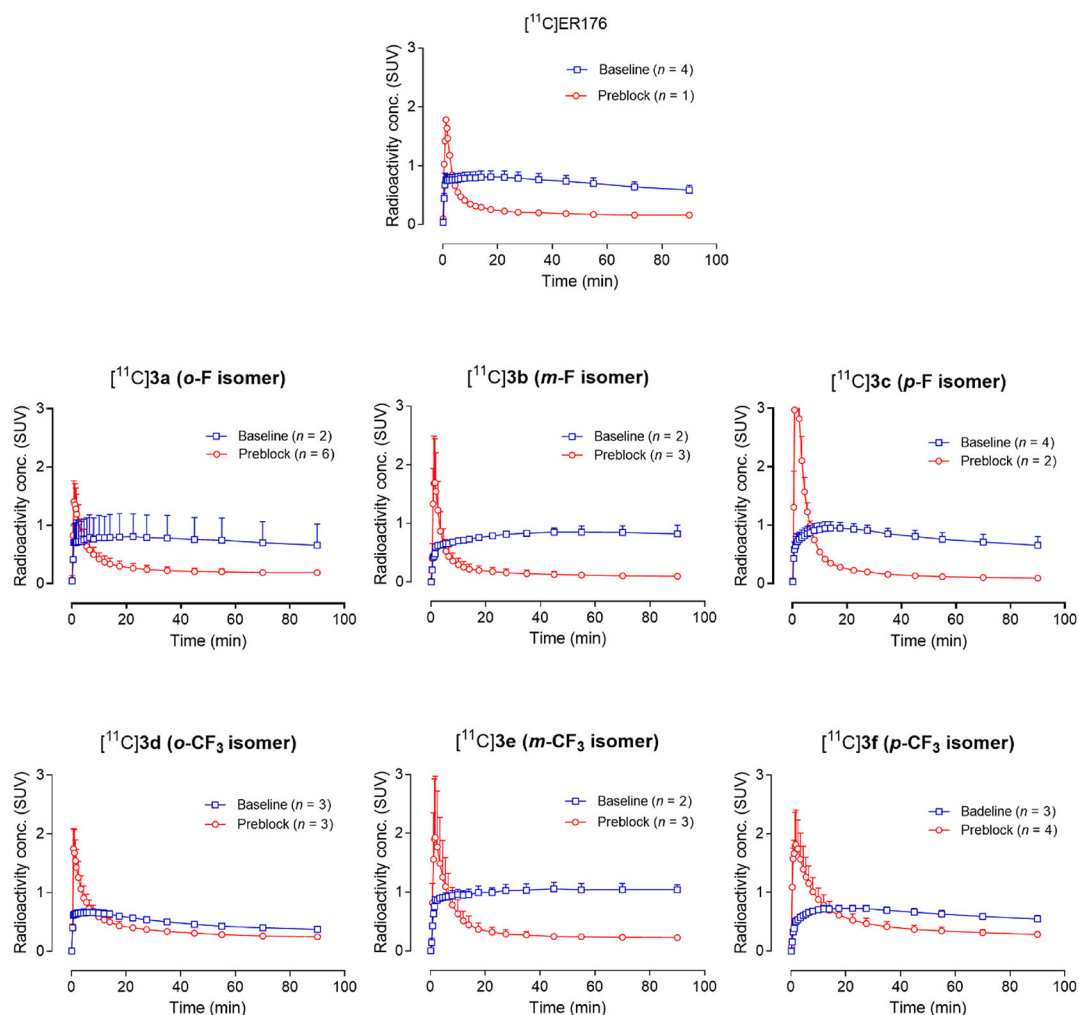 [¹¹C]ER176
3
2
1
0
Radioactivity conc. (SUV)
Baseline (n = 4)
Preblock (n = 1)
0 20 40 60 80 100
Time (min)
[¹¹C]3a (o-F isomer)
3
2
1
0
Radioactivity conc. (SUV)
Baseline (n = 2)
Preblock (n = 6)
0 20 40 60 80 100
Time (min)
[¹¹C]3b (m-F isomer)
3
2
1
0
Radioactivity conc. (SUV)
Baseline (n = 2)
Preblock (n = 3)
0 20 40 60 80 100
Time (min)
[¹¹C]3c (p-F isomer)
3
2
1
0
Radioactivity conc. (SUV)
Baseline (n = 4)
Preblock (n = 2)
0 20 40 60 80 100
Time (min)
[¹¹C]3d (o-CF₃ isomer)
3
2
1
0
Radioactivity conc. (SUV)
Baseline (n = 3)
Preblock (n = 3)
0 20 40 60 80 100
Time (min)
[¹¹C]3e (m-CF₃ isomer)
3
2
1
0
Radioactivity conc. (SUV)
Baseline (n = 2)
Preblock (n = 3)
0 20 40 60 80 100
Time (min)
[¹¹C]3f (p-CF₃ isomer)
3
2
1
0
Radioactivity conc. (SUV)
Badeline (n = 3)
Preblock (n = 4)
0 20 40 60 80 100
Time (min)